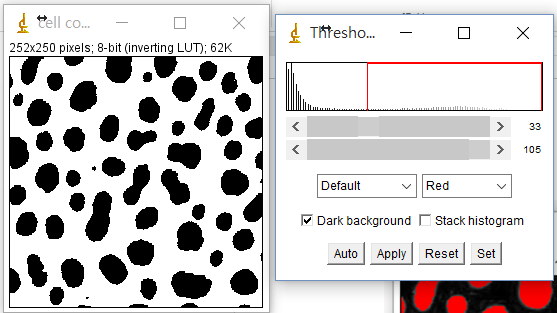 cell co...
252x250 pixels; 8-bit (inverting LUT); 62K
Thresho...
33
105
Default
Red
Dark background
Stack histogram
Auto
Apply
Reset
Set